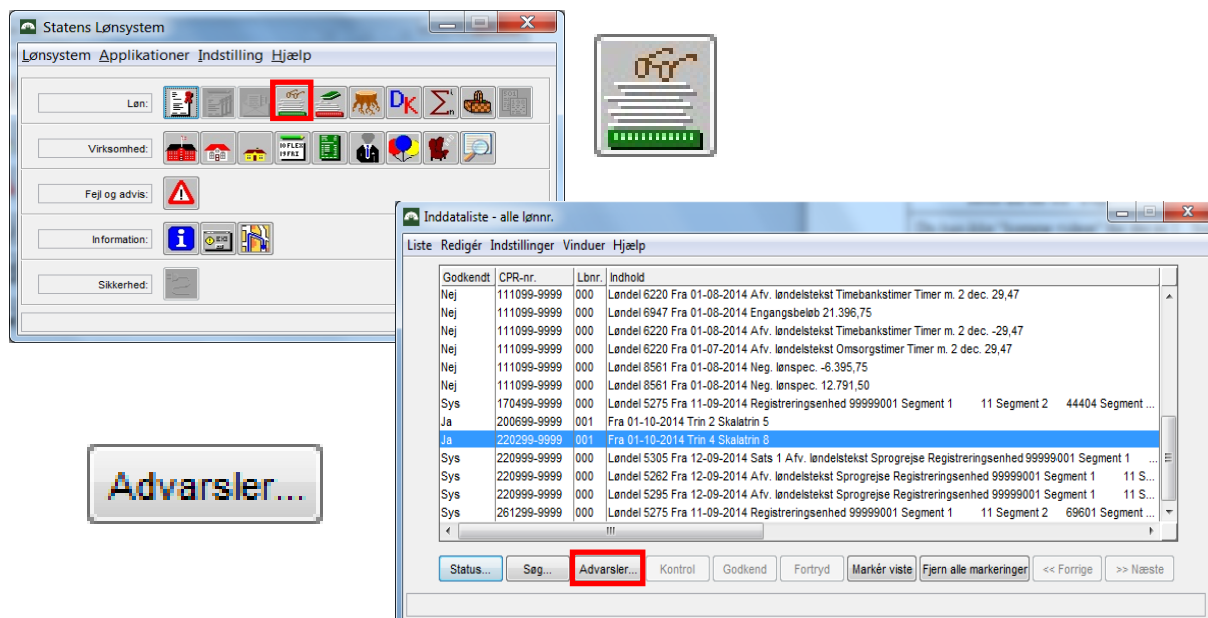 Statens Lønsystem
Lønsystem Applikationer Indstilling Hjælp
Løn:
DK
Σ
Virksomhed:
10 FLEX
15 FRI
Fejl og advis:
Information:
i
Sikkerhed:
Inddataliste - alle lønnr.
Liste Redigér Indstillinger Vinduer Hjælp
Godkendt CPR-nr. Lbnr. Indhold
Nej 111099-9999 000 Løndel 6220 Fra 01-08-2014 Afv. løndelstekst Timebankstimer Timer m. 2 dec. 29,47
Nej 111099-9999 000 Løndel 6947 Fra 01-08-2014 Engangsbeløb 21.396,75
Nej 111099-9999 000 Løndel 6220 Fra 01-08-2014 Afv. løndelstekst Timebankstimer Timer m. 2 dec. -29,47
Nej 111099-9999 000 Løndel 6220 Fra 01-07-2014 Afv. løndelstekst Omsorgstimer Timer m. 2 dec. 29,47
Nej 111099-9999 000 Løndel 8561 Fra 01-08-2014 Neg. lønspec. -6.395,75
Nej 111099-9999 000 Løndel 8561 Fra 01-08-2014 Neg. lønspec. 12.791,50
Sys 170499-9999 000 Løndel 5275 Fra 11-09-2014 Registreringsenhed 99999001 Segment 1 11 Segment 2 44404 Segment ...
Ja 200699-9999 001 Fra 01-10-2014 Trin 2 Skalatrin 5
Ja 220299-9999 001 Fra 01-10-2014 Trin 4 Skalatrin 8
Sys 220999-9999 000 Løndel 5305 Fra 12-09-2014 Sats 1 Afv. løndelstekst Sprogrejse Registreringsenhed 99999001 Segment 1 ...
Sys 220999-9999 000 Løndel 5262 Fra 12-09-2014 Afv. løndelstekst Sprogrejse Registreringsenhed 99999001 Segment 1 11 S...
Sys 220999-9999 000 Løndel 5295 Fra 12-09-2014 Afv. løndelstekst Sprogrejse Registreringsenhed 99999001 Segment 1 11 S...
Sys 261299-9999 000 Løndel 5275 Fra 11-09-2014 Registreringsenhed 99999001 Segment 1 11 Segment 2 69601 Segment ...
Status... Søg... Advarsler... Kontrol Godkend Fortryd Markér viste Fjern alle markeringer << Forrige >> Næste
Advarsler...